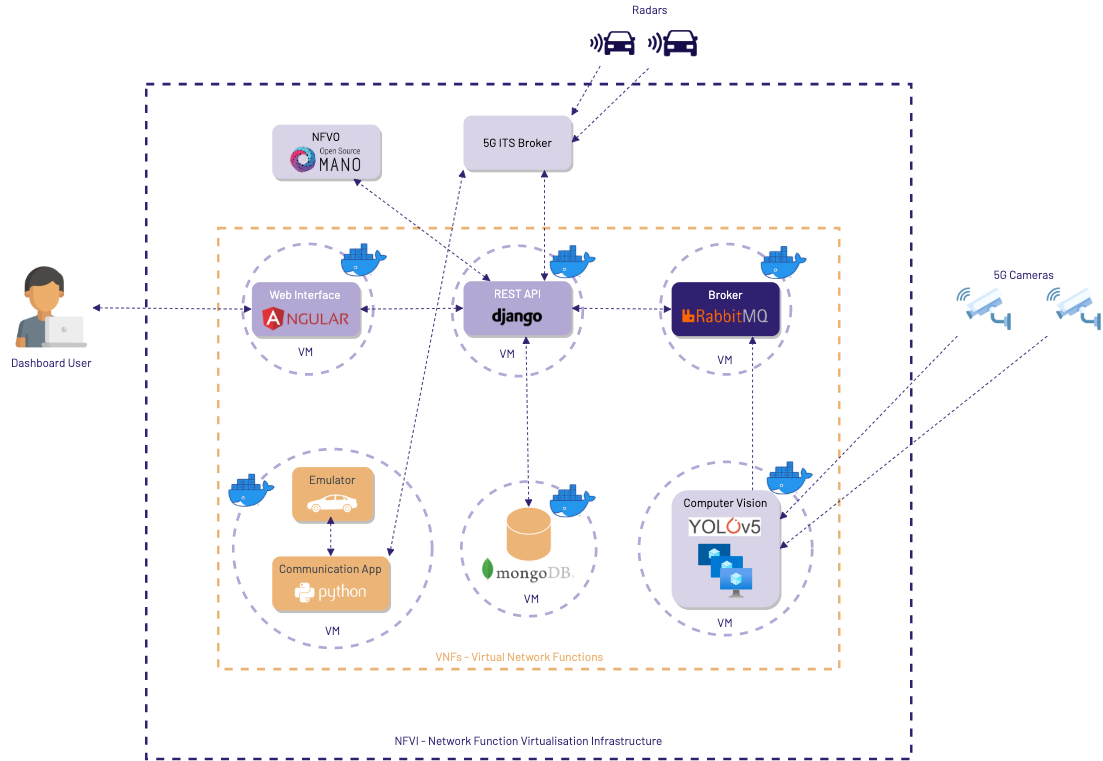 Radars
NFVO
Open Source
MANO
5G ITS Broker
Web Interface
ANGULAR
VM
REST API
django
VM
Broker
RabbitMQ
VM
5G Cameras
Dashboard User
Emulator
Communication App
python
VM
mongoDB
VM
Computer Vision
YOLOv5
VM
VNFs - Virtual Network Functions
NFVI - Network Function Virtualisation Infrastructure